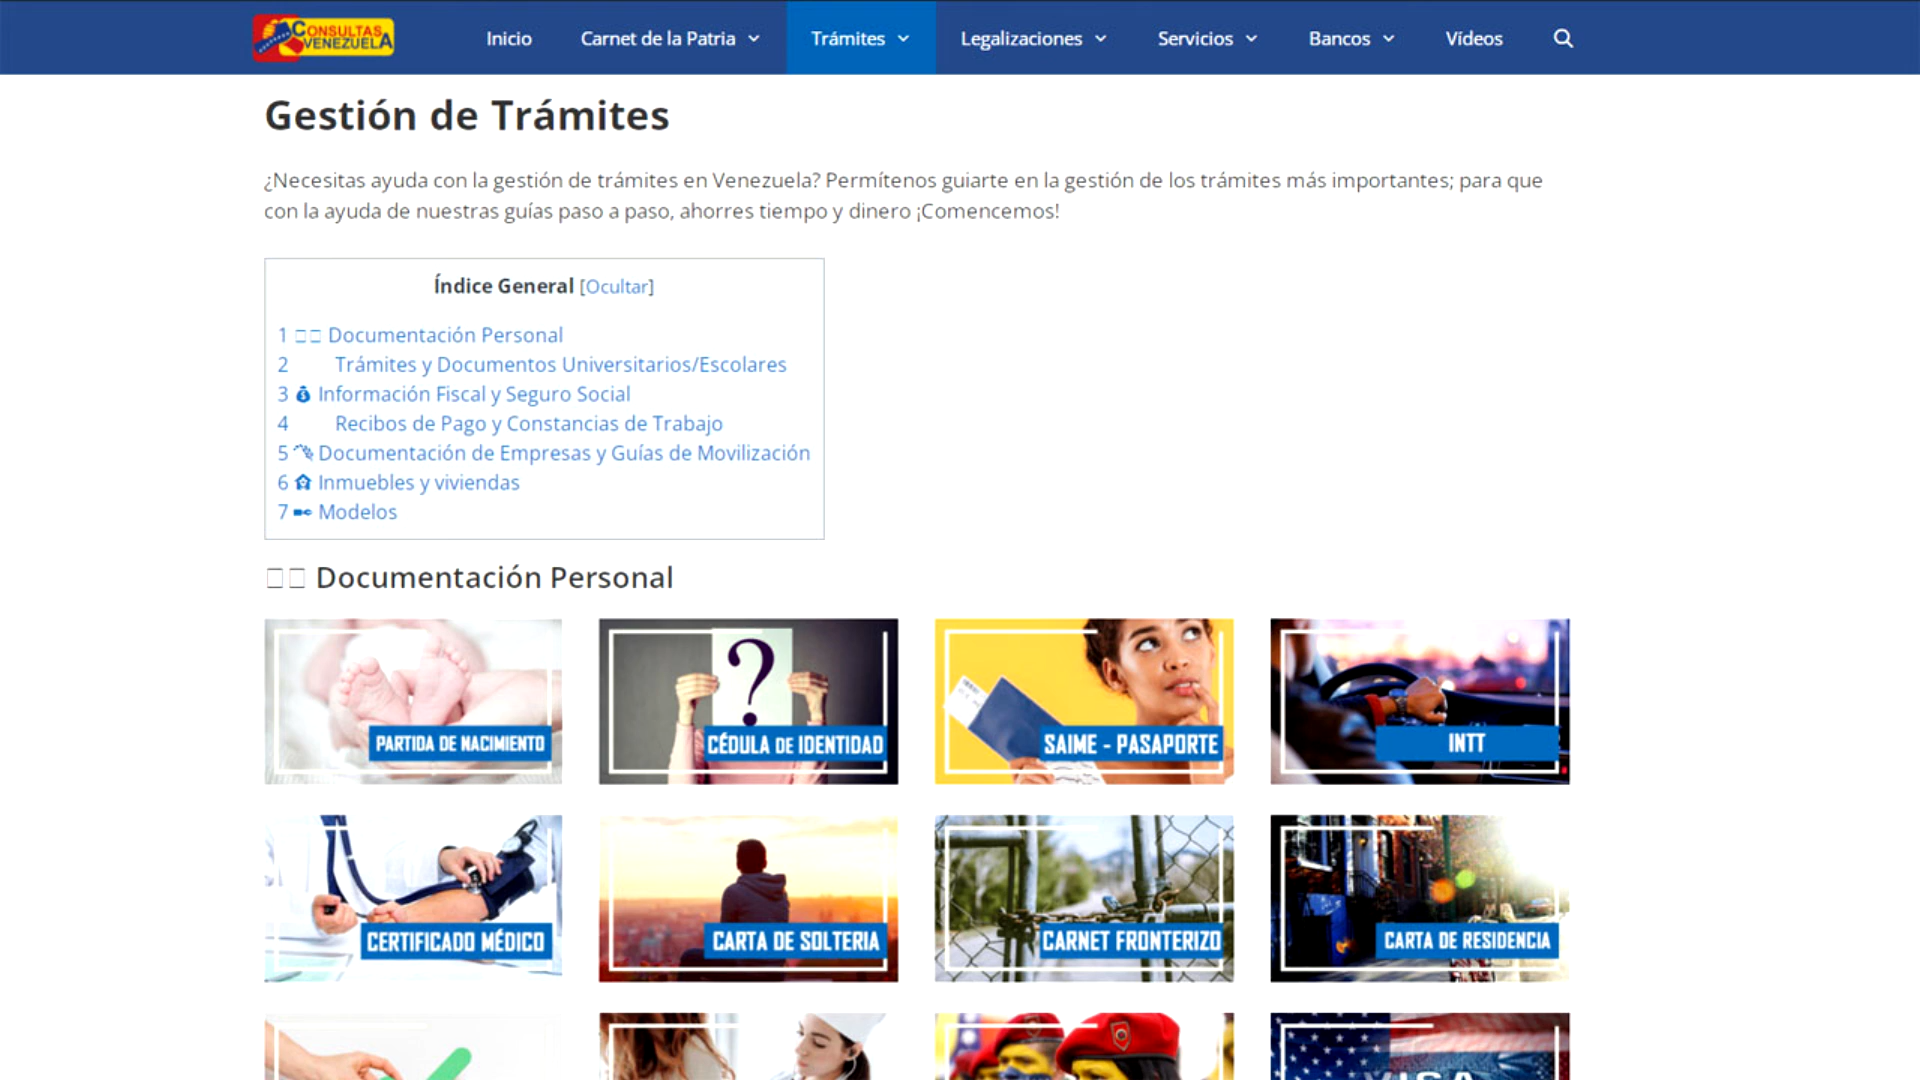 CONSULTAS
VENEZUELA
Inicio
Carnet de la Patria
Trámites
Legalizaciones
Servicios
Bancos
Vídeos
Gestión de Trámites
¿Necesitas ayuda con la gestión de trámites en Venezuela? Permítenos guiarte en la gestión de los trámites más importantes; para que
con la ayuda de nuestras guías paso a paso, ahorres tiempo y dinero ¡Comencemos!
Índice General [Ocultar]
1 Documentación Personal
2 Trámites y Documentos Universitarios/Escolares
3 Información Fiscal y Seguro Social
4 Recibos de Pago y Constancias de Trabajo
5 Documentación de Empresas y Guías de Movilización
6 Inmuebles y viviendas
7 Modelos
Documentación Personal
?
PARTIDA DE NACIMIENTO
CÉDULA DE IDENTIDAD
SAIME - PASAPORTE
INTT
CERTIFICADO MÉDICO
CARTA DE SOLTERIA
CARNET FRONTERIZO
CARTA DE RESIDENCIA
VISA